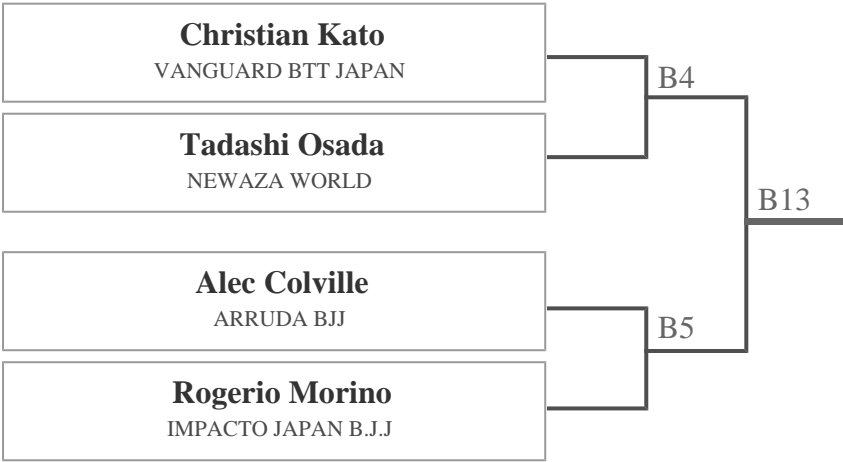 Christian Kato
VANGUARD BTT JAPAN
B4
Tadashi Osada
NEWAZA WORLD
B13
Alec Colville
ARRUDA BJJ
B5
Rogerio Morino
IMPACTO JAPAN B.J.J